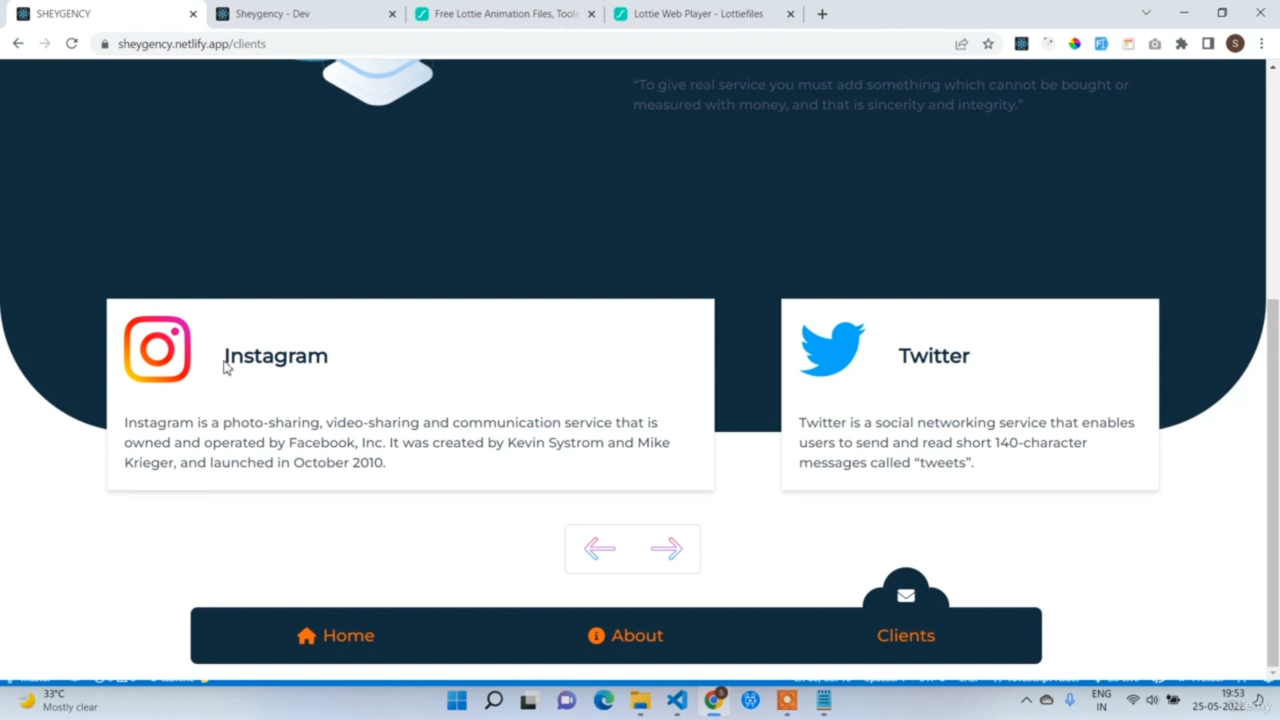 SHEYGENCY
Sheygency - Dev
Free Lottie Animation Files, Tools
Lottie Web Player - Lottiefiles
sheygency.netlify.app/clients
S
"To give real service you must add something which cannot be bought or
measured with money, and that is sincerity and integrity."
Instagram
Instagram is a photo-sharing, video-sharing and communication service that is
owned and operated by Facebook, Inc. It was created by Kevin Systrom and Mike
Krieger, and launched in October 2010.
Twitter
Twitter is a social networking service that enables
users to send and read short 140-character
messages called “tweets”.
Home
About
Clients
33°C
Mostly clear
ENG
IN
19:53
25-05-2022